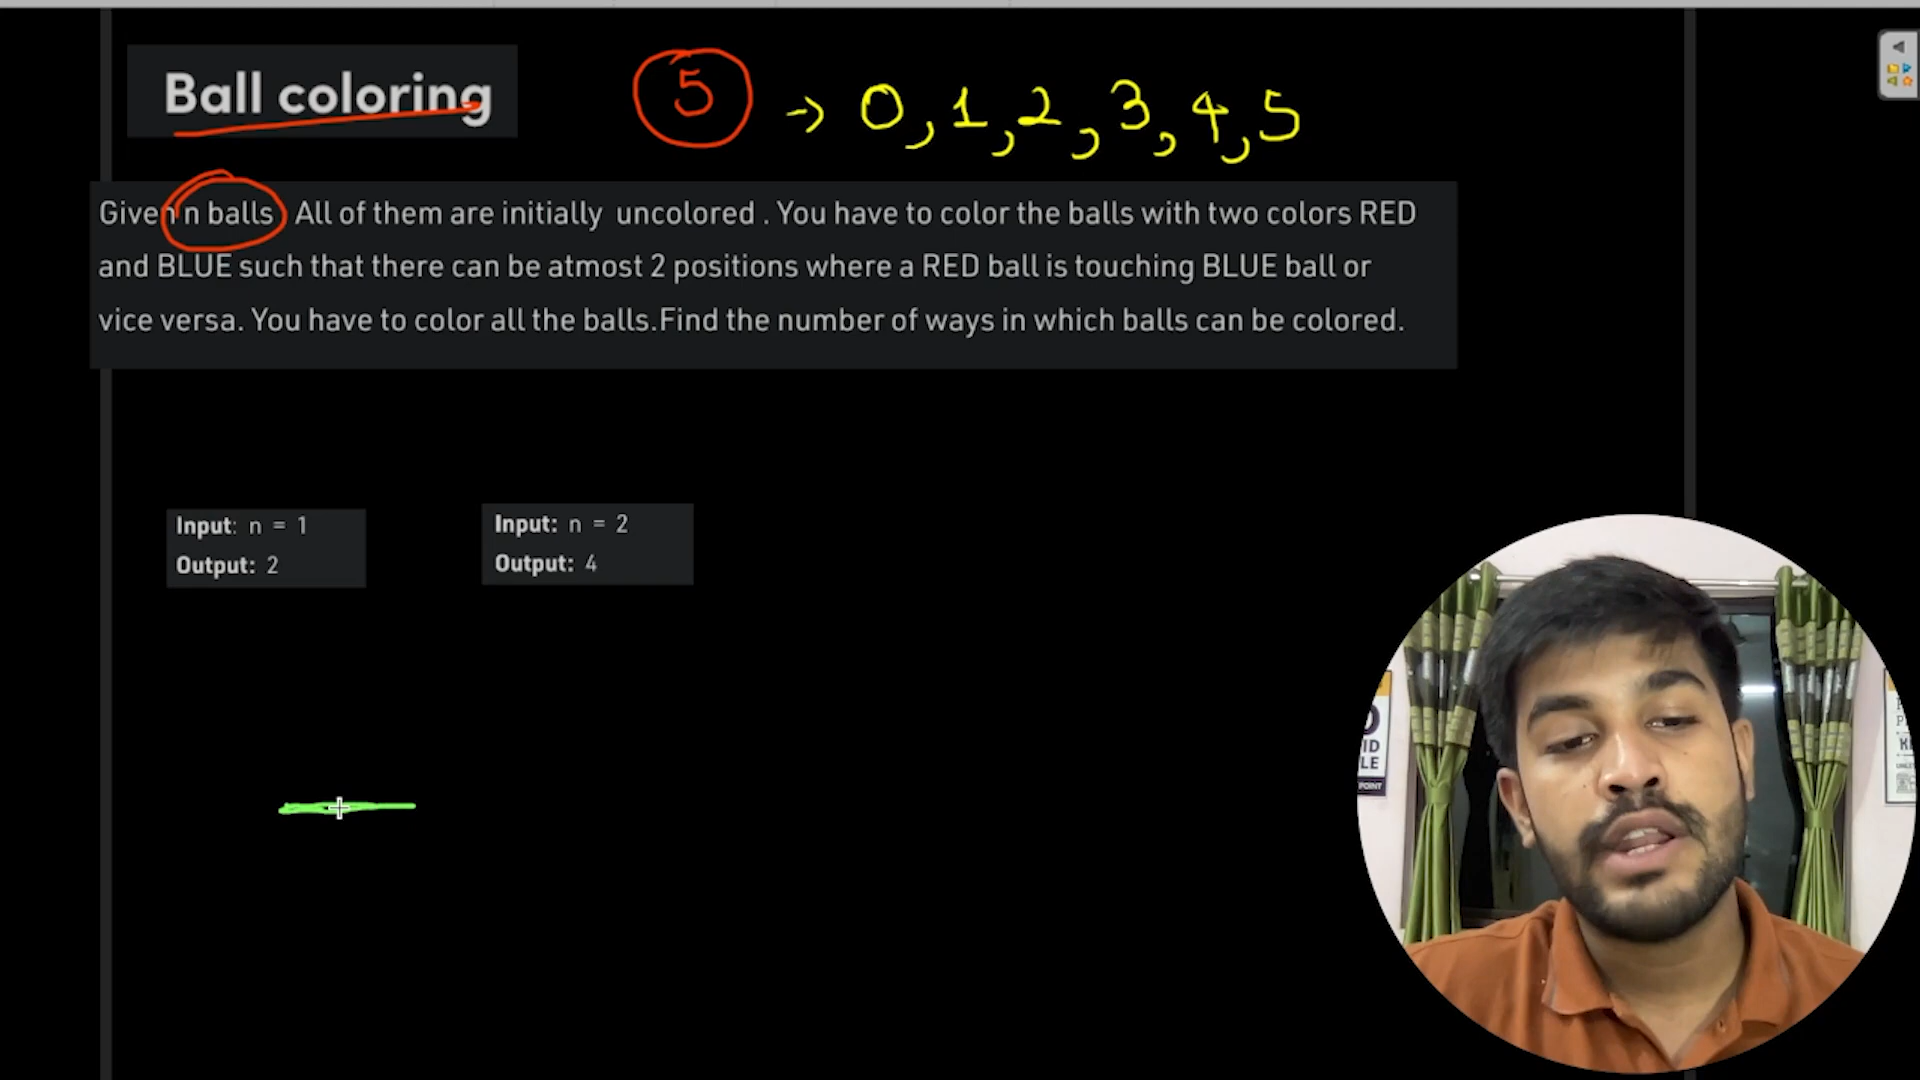 Ball coloring
5 → 0, 1, 2, 3, 4, 5
Given n balls All of them are initially uncolored . You have to color the balls with two colors RED
and BLUE such that there can be atmost 2 positions where a RED ball is touching BLUE ball or
vice versa. You have to color all the balls.Find the number of ways in which balls can be colored.
Input: n = 1
Output: 2
Input: n = 2
Output: 4
ID
LE
POINT